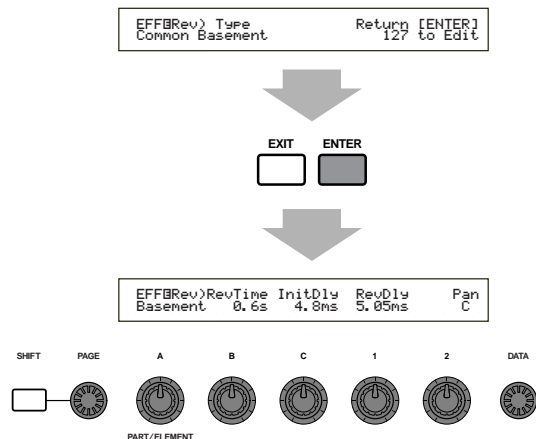 EFF Rev) Type Return [ENTER]
Common Basement 127 to Edit
EXIT ENTER
EFF Rev)RevTime InitDly RevDly Pan
Basement 0.6s 4.8ms 5.05ms C
SHIFT PAGE A B C 1 2 DATA
PART/ELEMENT